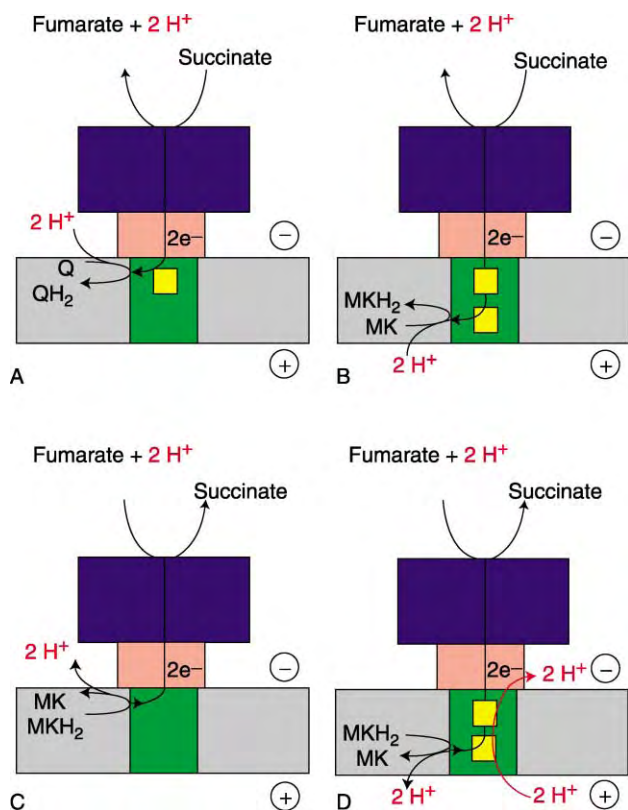 Fumarate + 2 H⁺
Succinate
2 H⁺
2e⁻
−
Q
QH₂
+
A
Fumarate + 2 H⁺
Succinate
2e⁻
−
MKH₂
MK
2 H⁺
+
B
Fumarate + 2 H⁺
Succinate
2 H⁺
2e⁻
−
MK
MKH₂
+
C
Fumarate + 2 H⁺
Succinate
2e⁻
2 H⁺
−
MKH₂
MK
2 H⁺
2 H⁺
+
D